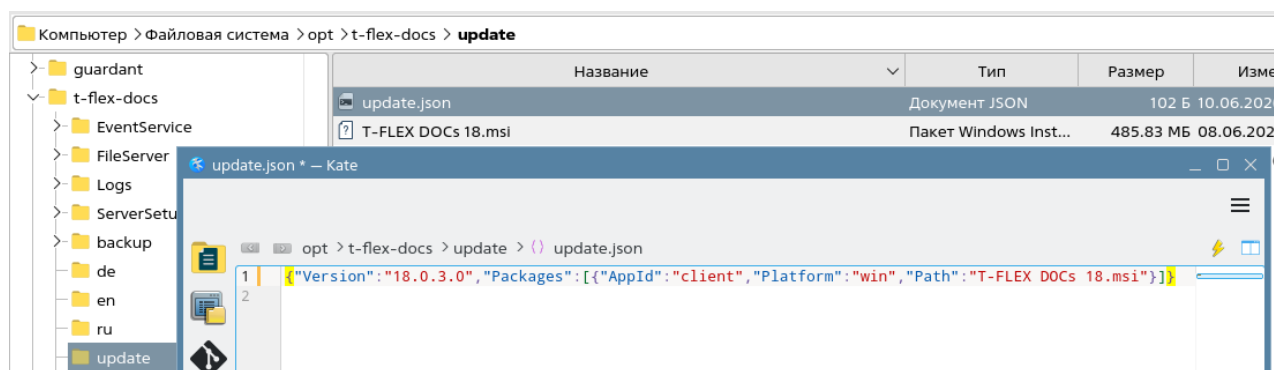 Компьютер > Файловая система > opt > t-flex-docs > update
guardant
t-flex-docs
EventService
FileServer
Logs
ServerSetu
backup
de
en
ru
update
Название Тип Размер Изме
update.json Документ JSON 102 Б 10.06.202
T-FLEX DOCs 18.msi Пакет Windows Inst... 485.83 МБ 08.06.202
update.json * — Kate
opt > t-flex-docs > update > {} update.json
1 {"Version":"18.0.3.0","Packages":[{"AppId":"client","Platform":"win","Path":"T-FLEX DOCs 18.msi"}]}
2